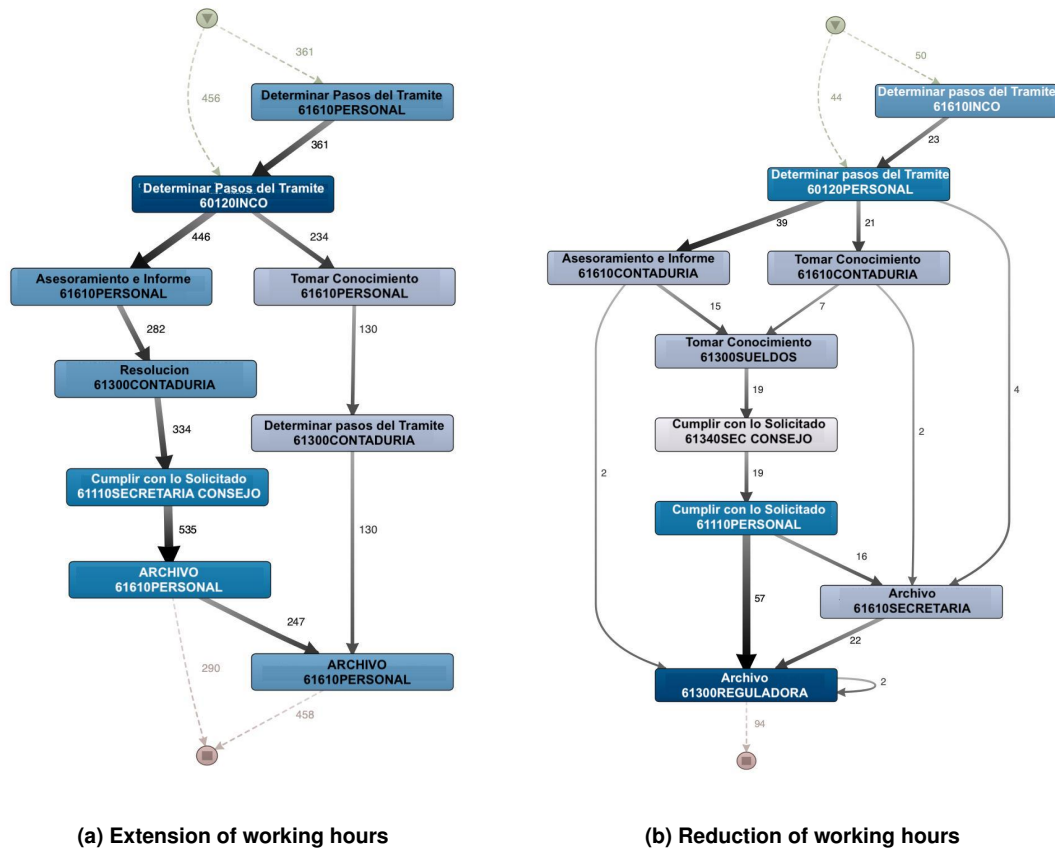 361
456
Determinar Pasos del Tramite
61610PERSONAL
361
Determinar Pasos del Tramite
60120INCO
446
234
Asesoramiento e Informe
61610PERSONAL
Tomar Conocimiento
61610PERSONAL
282
130
Resolucion
61300CONTADURIA
334
Determinar pasos del Tramite
61300CONTADURIA
Cumplir con lo Solicitado
61110SECRETARIA CONSEJO
535
130
ARCHIVO
61610PERSONAL
247
290
ARCHIVO
61610PERSONAL
458
(a) Extension of working hours
50
44
Determinar pasos del Tramite
61610INCO
23
Determinar pasos del Tramite
60120PERSONAL
39
21
Asesoramiento e Informe
61610CONTADURIA
Tomar Conocimiento
61610CONTADURIA
15
7
Tomar Conocimiento
61300SUELDOS
19
4
Cumplir con lo Solicitado
61340SEC CONSEJO
2
2
19
Cumplir con lo Solicitado
61110PERSONAL
16
57
Archivo
61610SECRETARIA
22
Archivo
61300REGULADORA
2
94
(b) Reduction of working hours